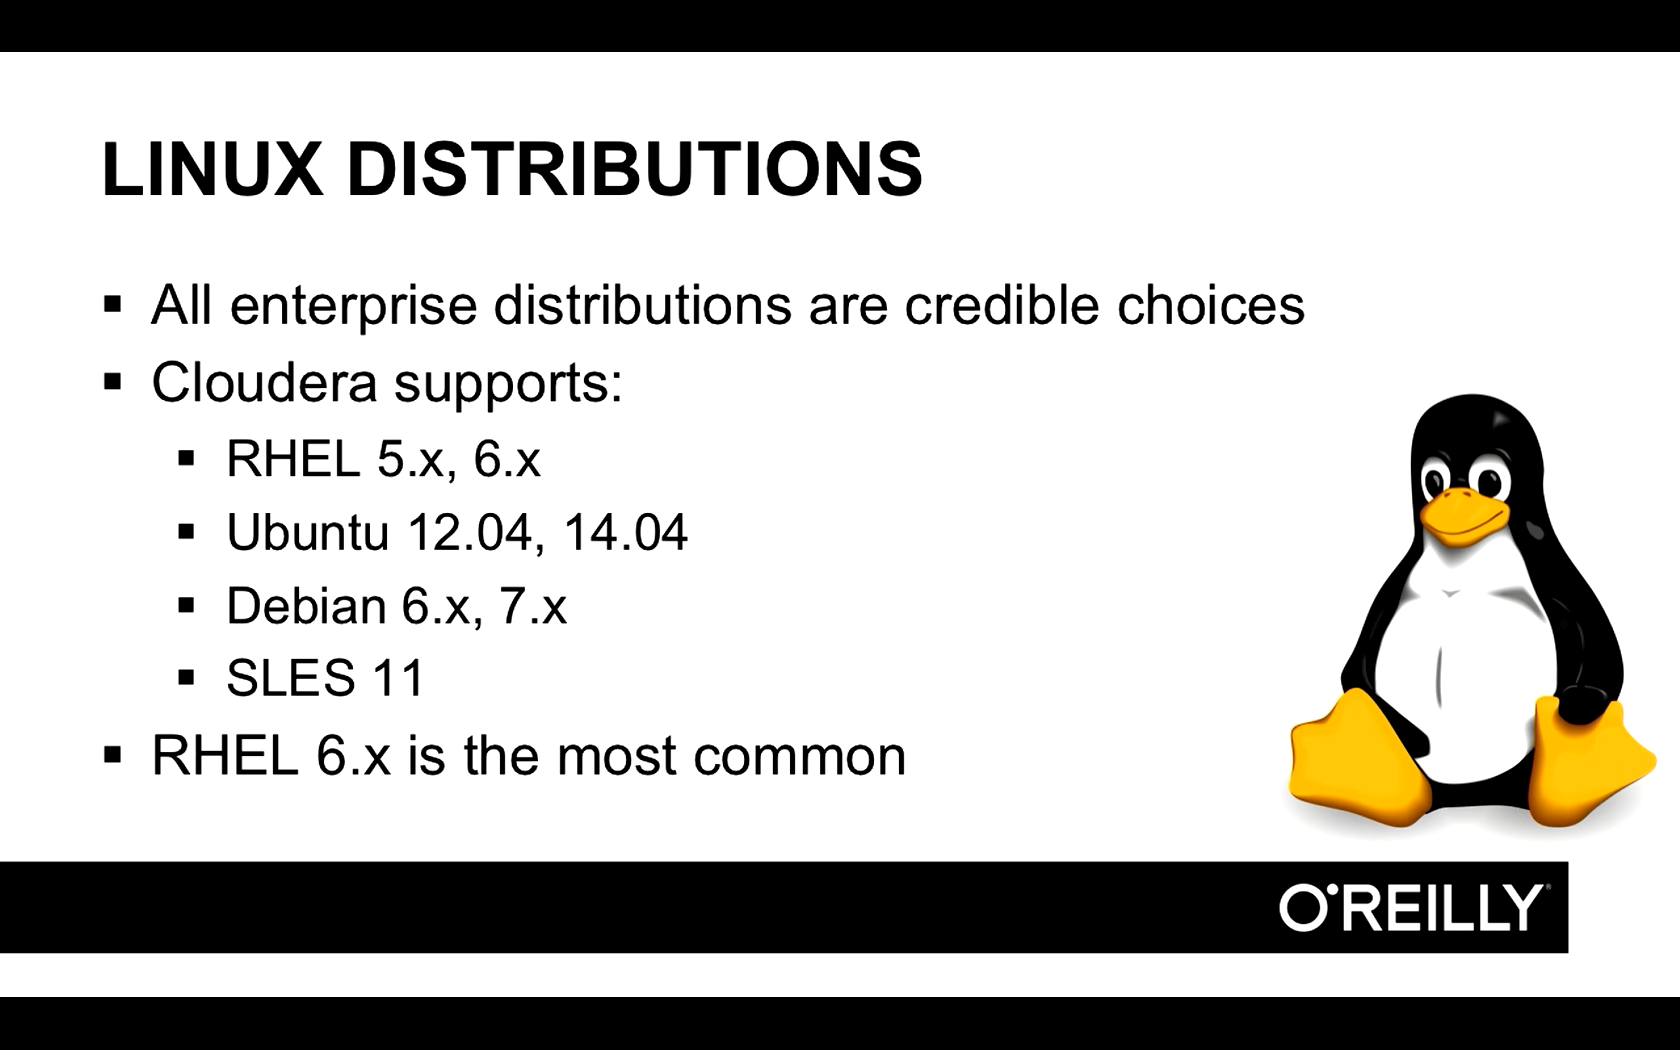 LINUX DISTRIBUTIONS
▪ All enterprise distributions are credible choices
▪ Cloudera supports:
▪ RHEL 5.x, 6.x
▪ Ubuntu 12.04, 14.04
▪ Debian 6.x, 7.x
▪ SLES 11
▪ RHEL 6.x is the most common
O'REILLY®